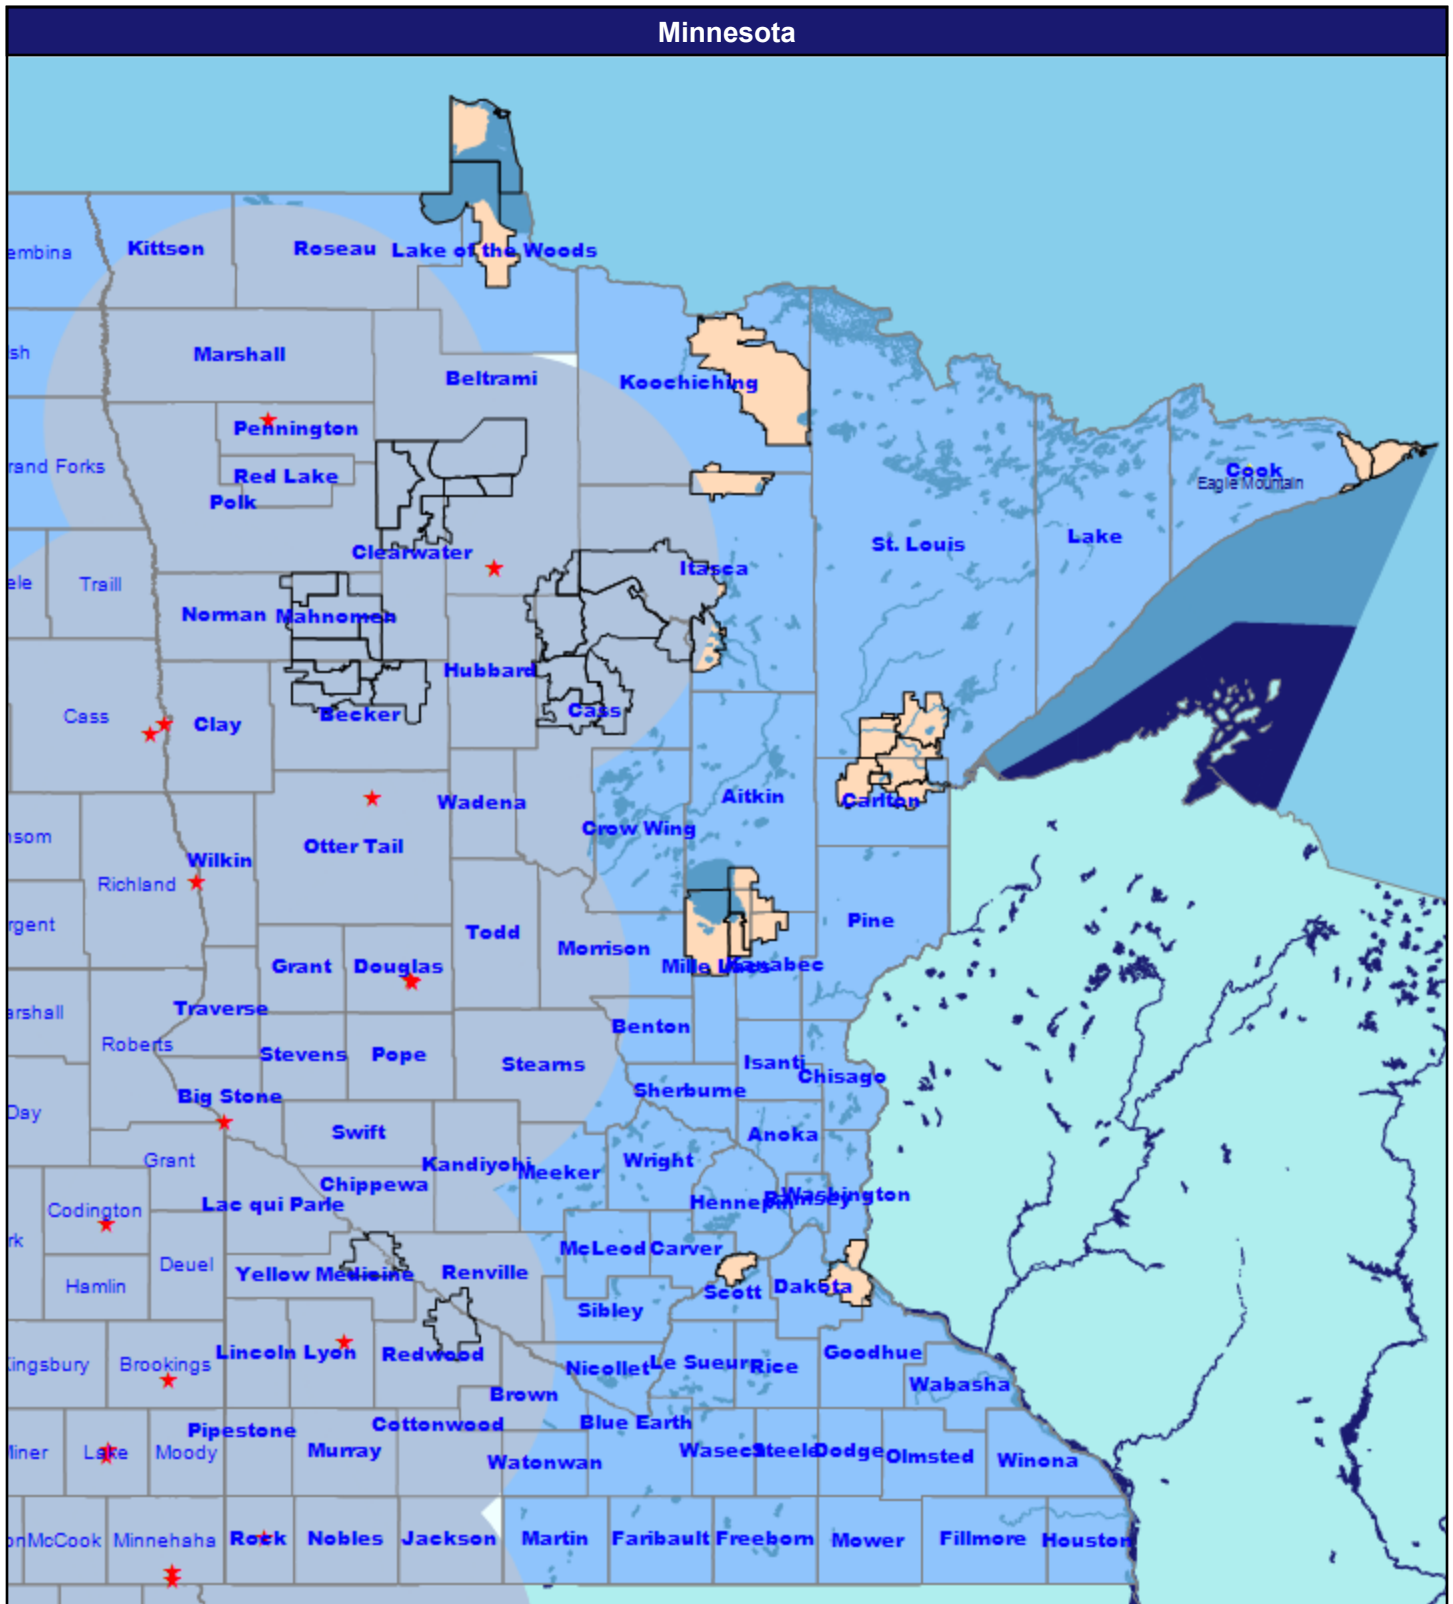 Minnesota
embina
Kittson
Roseau
Lake of the Woods
sh
Marshall
Beltrami
Koochiching
Pennington
rand Forks
Red Lake
Polk
Cook
Eagle Mountain
Clearwater
St. Louis
Lake
Itasca
ele
Traill
Norman
Mahnomen
Hubbard
Cass
Clay
Becker
Cass
Wadena
Aitkin
Carlton
nsom
Crow Wing
Otter Tail
Wilkin
Richland
rgent
Todd
Morrison
Pine
Grant
Douglas
Mille Lacs
Kanabec
arshall
Traverse
Roberts
Stevens
Pope
Benton
Stearns
Isanti
Chisago
Sherburne
Day
Big Stone
Swift
Anoka
Grant
Kandiyohi
Meeker
Wright
Chippewa
Codington
Lac qui Parle
Hennepin
Ramsey
Washington
rk
Deuel
McLeod
Carver
Hamlin
Yellow Medicine
Renville
Scott
Dakota
Sibley
Kingsbury
Brookings
Lincoln
Lyon
Redwood
Nicollet
Le Sueur
Rice
Goodhue
Brown
Wabasha
Pipestone
Cottonwood
Blue Earth
Miner
Lake
Moody
Murray
Watonwan
Waseca
Steele
Dodge
Olmsted
Winona
on
McCook
Minnehaha
Rock
Nobles
Jackson
Martin
Faribault
Freeborn
Mower
Fillmore
Houston